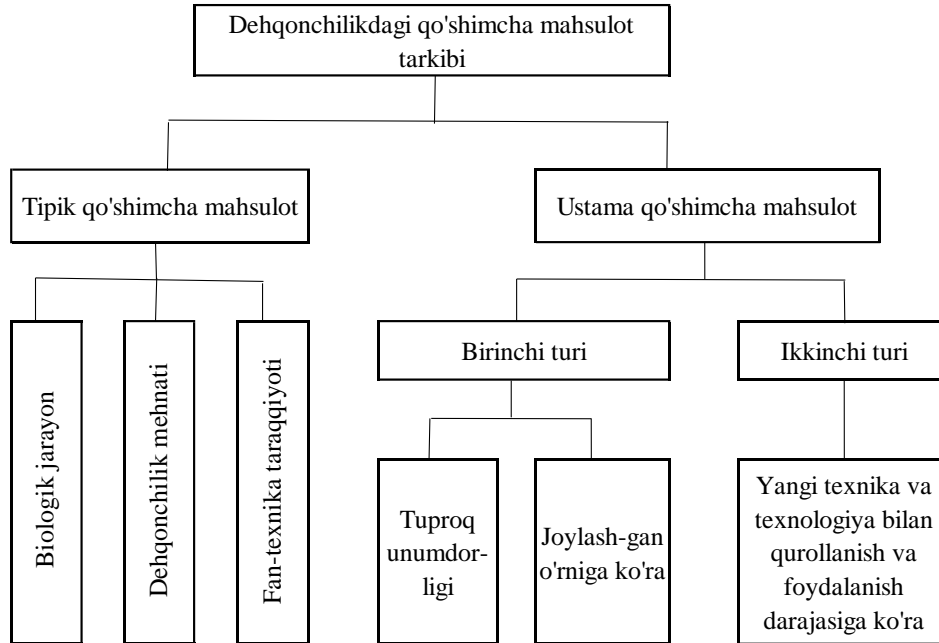 Dehqonchilikdagi qo'shimcha mahsulot
tarkibi
Tipik qo'shimcha mahsulot
Ustama qo'shimcha mahsulot
Biologik jarayon
Dehqonchilik mehnati
Fan-texnika taraqqiyoti
Birinchi turi
Ikkinchi turi
Tuproq
unumdor-
ligi
Joylash-gan
o'rniga ko'ra
Yangi texnika va
texnologiya bilan
qurollanish va
foydalanish
darajasiga ko'ra